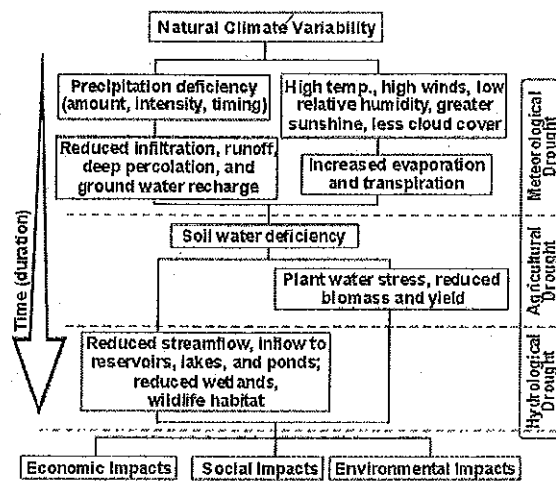 Natural Climate Variability
Precipitation deficiency
(amount, intensity, timing)
High temp., high winds, low
relative humidity, greater
sunshine, less cloud cover
Reduced infiltration, runoff,
deep percolation, and
ground water recharge
Increased evaporation
and transpiration
Meteorological
Drought
Soil water deficiency
Plant water stress, reduced
biomass and yield
Agricultural
Drought
Time (duration)
Reduced streamflow, inflow to
reservoirs, lakes, and ponds;
reduced wetlands,
wildlife habitat
Hydrological
Drought
Economic Impacts
Social Impacts
Environmental Impacts